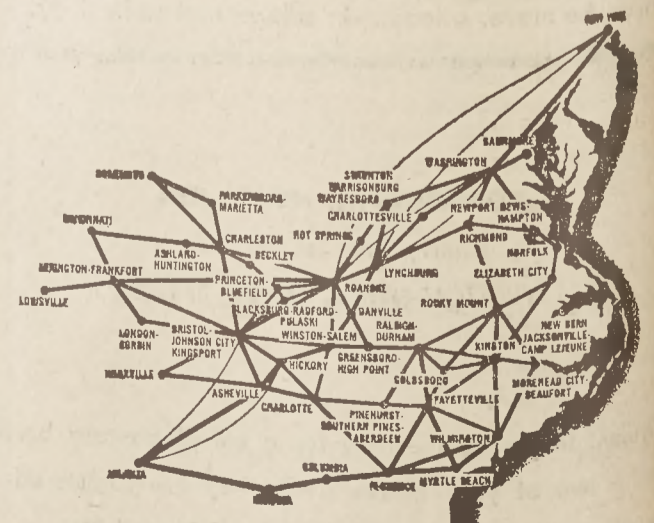 NEW YORK
BALTIMORE
WASHINGTON
STAUNTON
HARRISONBURG
WAYNESBORO
CHARLOTTESVILLE
PARKERSBURG-
MARIETTA
NEWPORT NEWS-
HAMPTON
HOT SPRINGS
RICHMOND
NORFOLK
CINCINNATI
CHARLESTON
ASHLAND-
HUNTINGTON
BECKLEY
LYNCHBURG
ELIZABETH CITY
LEXINGTON-FRANKFORT
PRINCETON-
BLUEFIELD
ROANOKE
LOUISVILLE
ROCKY MOUNT
BLACKSBURG-RADFORD-
PULASKI
DANVILLE
LONDON-
CORBIN
BRISTOL-
JOHNSON CITY
KINGSPORT
WINSTON-SALEM
RALEIGH-
DURHAM
NEW BERN
JACKSONVILLE-
CAMP LEJEUNE
KINSTON
HICKORY
GREENSBORO-
HIGH POINT
GOLDSBORO
MOREHEAD CITY-
BEAUFORT
KNOXVILLE
ASHEVILLE
CHARLOTTE
PINEHURST-
SOUTHERN PINES-
ABERDEEN
FAYETTEVILLE
WILMINGTON
ATLANTA
COLUMBIA
FLORENCE
MYRTLE BEACH